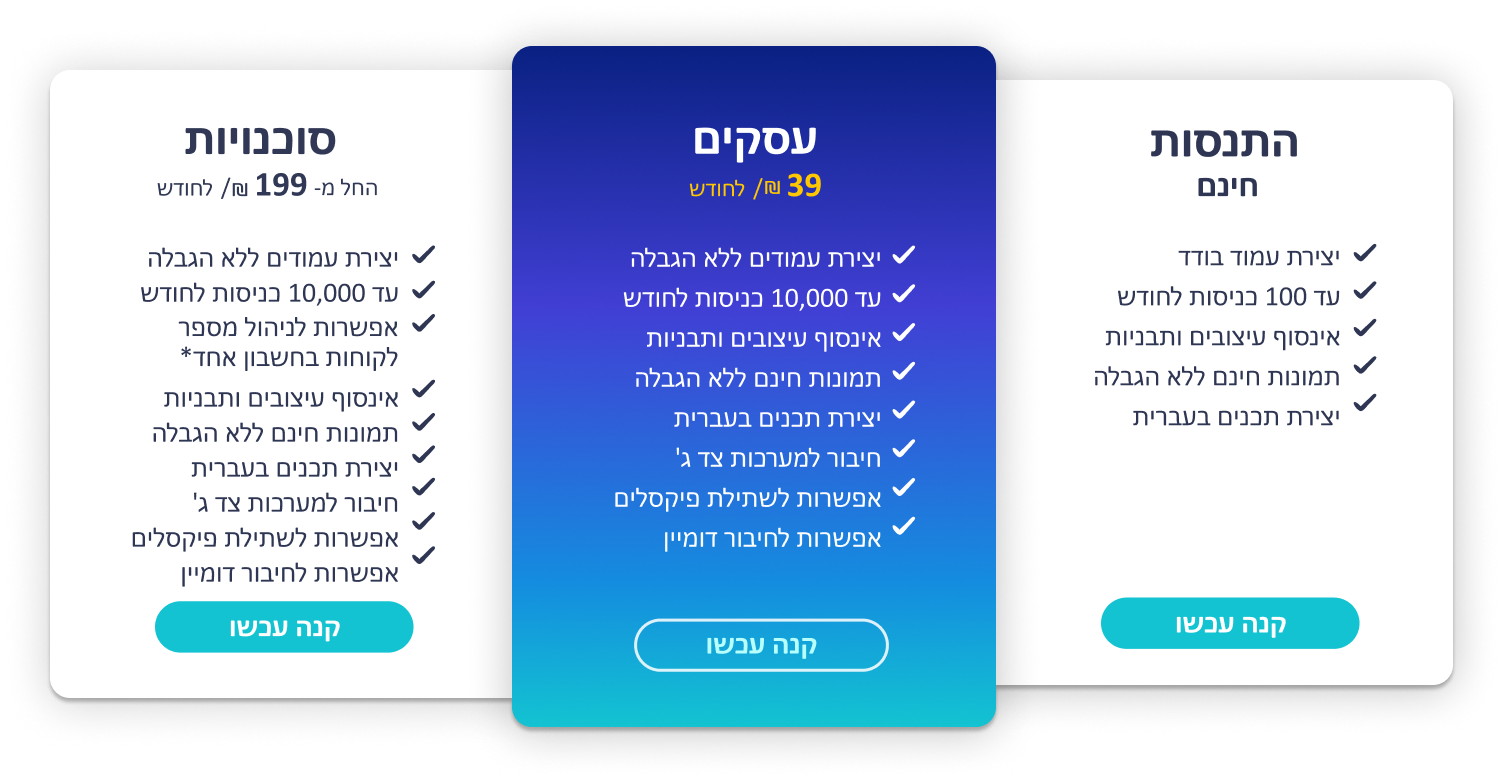 התנסות
חינם
יצירת עמוד בודד
עד 100 כניסות לחודש
אינסוף עיצובים ותבניות
תמונות חינם ללא הגבלה
יצירת תכנים בעברית
קנה עכשו
עסקים
39 ₪/ לחודש
יצירת עמודים ללא הגבלה
עד 10,000 כניסות לחודש
אינסוף עיצובים ותבניות
תמונות חינם ללא הגבלה
יצירת תכנים בעברית
חיבור למערכות צד ג'
אפשרות לשתילת פיקסלים
אפשרות לחיבור דומיין
קנה עכשו
סוכנויות
החל מ- 199 ₪/ לחודש
יצירת עמודים ללא הגבלה
עד 10,000 כניסות לחודש
אפשרות לניהול מספר
לקוחות בחשבון אחד*
אינסוף עיצובים ותבניות
תמונות חינם ללא הגבלה
יצירת תכנים בעברית
חיבור למערכות צד ג'
אפשרות לשתילת פיקסלים
אפשרות לחיבור דומיין
קנה עכשו